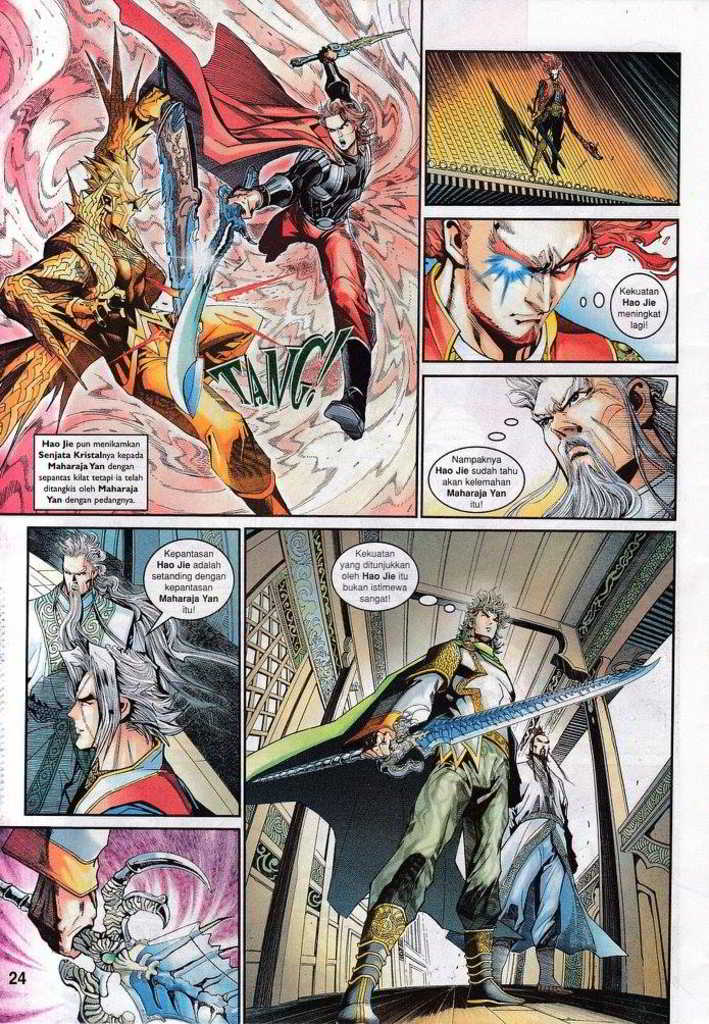 TANG!
Hao Jie pun menikamkan
Senjata Kristalnya kepada
Maharaja Yan dengan
sepantas kilat tetapi ia telah
ditangkis oleh Maharaja
Yan dengan pedangnya.
Kekuatan
Hao Jie
meningkat
lagi!
Nampaknya
Hao Jie sudah tahu
akan kelemahan
Maharaja Yan
itu!
Kepantasan
Hao Jie adalah
setanding dengan
kepantasan
Maharaja Yan
itu!
Kekuatan
yang ditunjukkan
oleh Hao Jie itu
bukan istimewa
sangat!
24